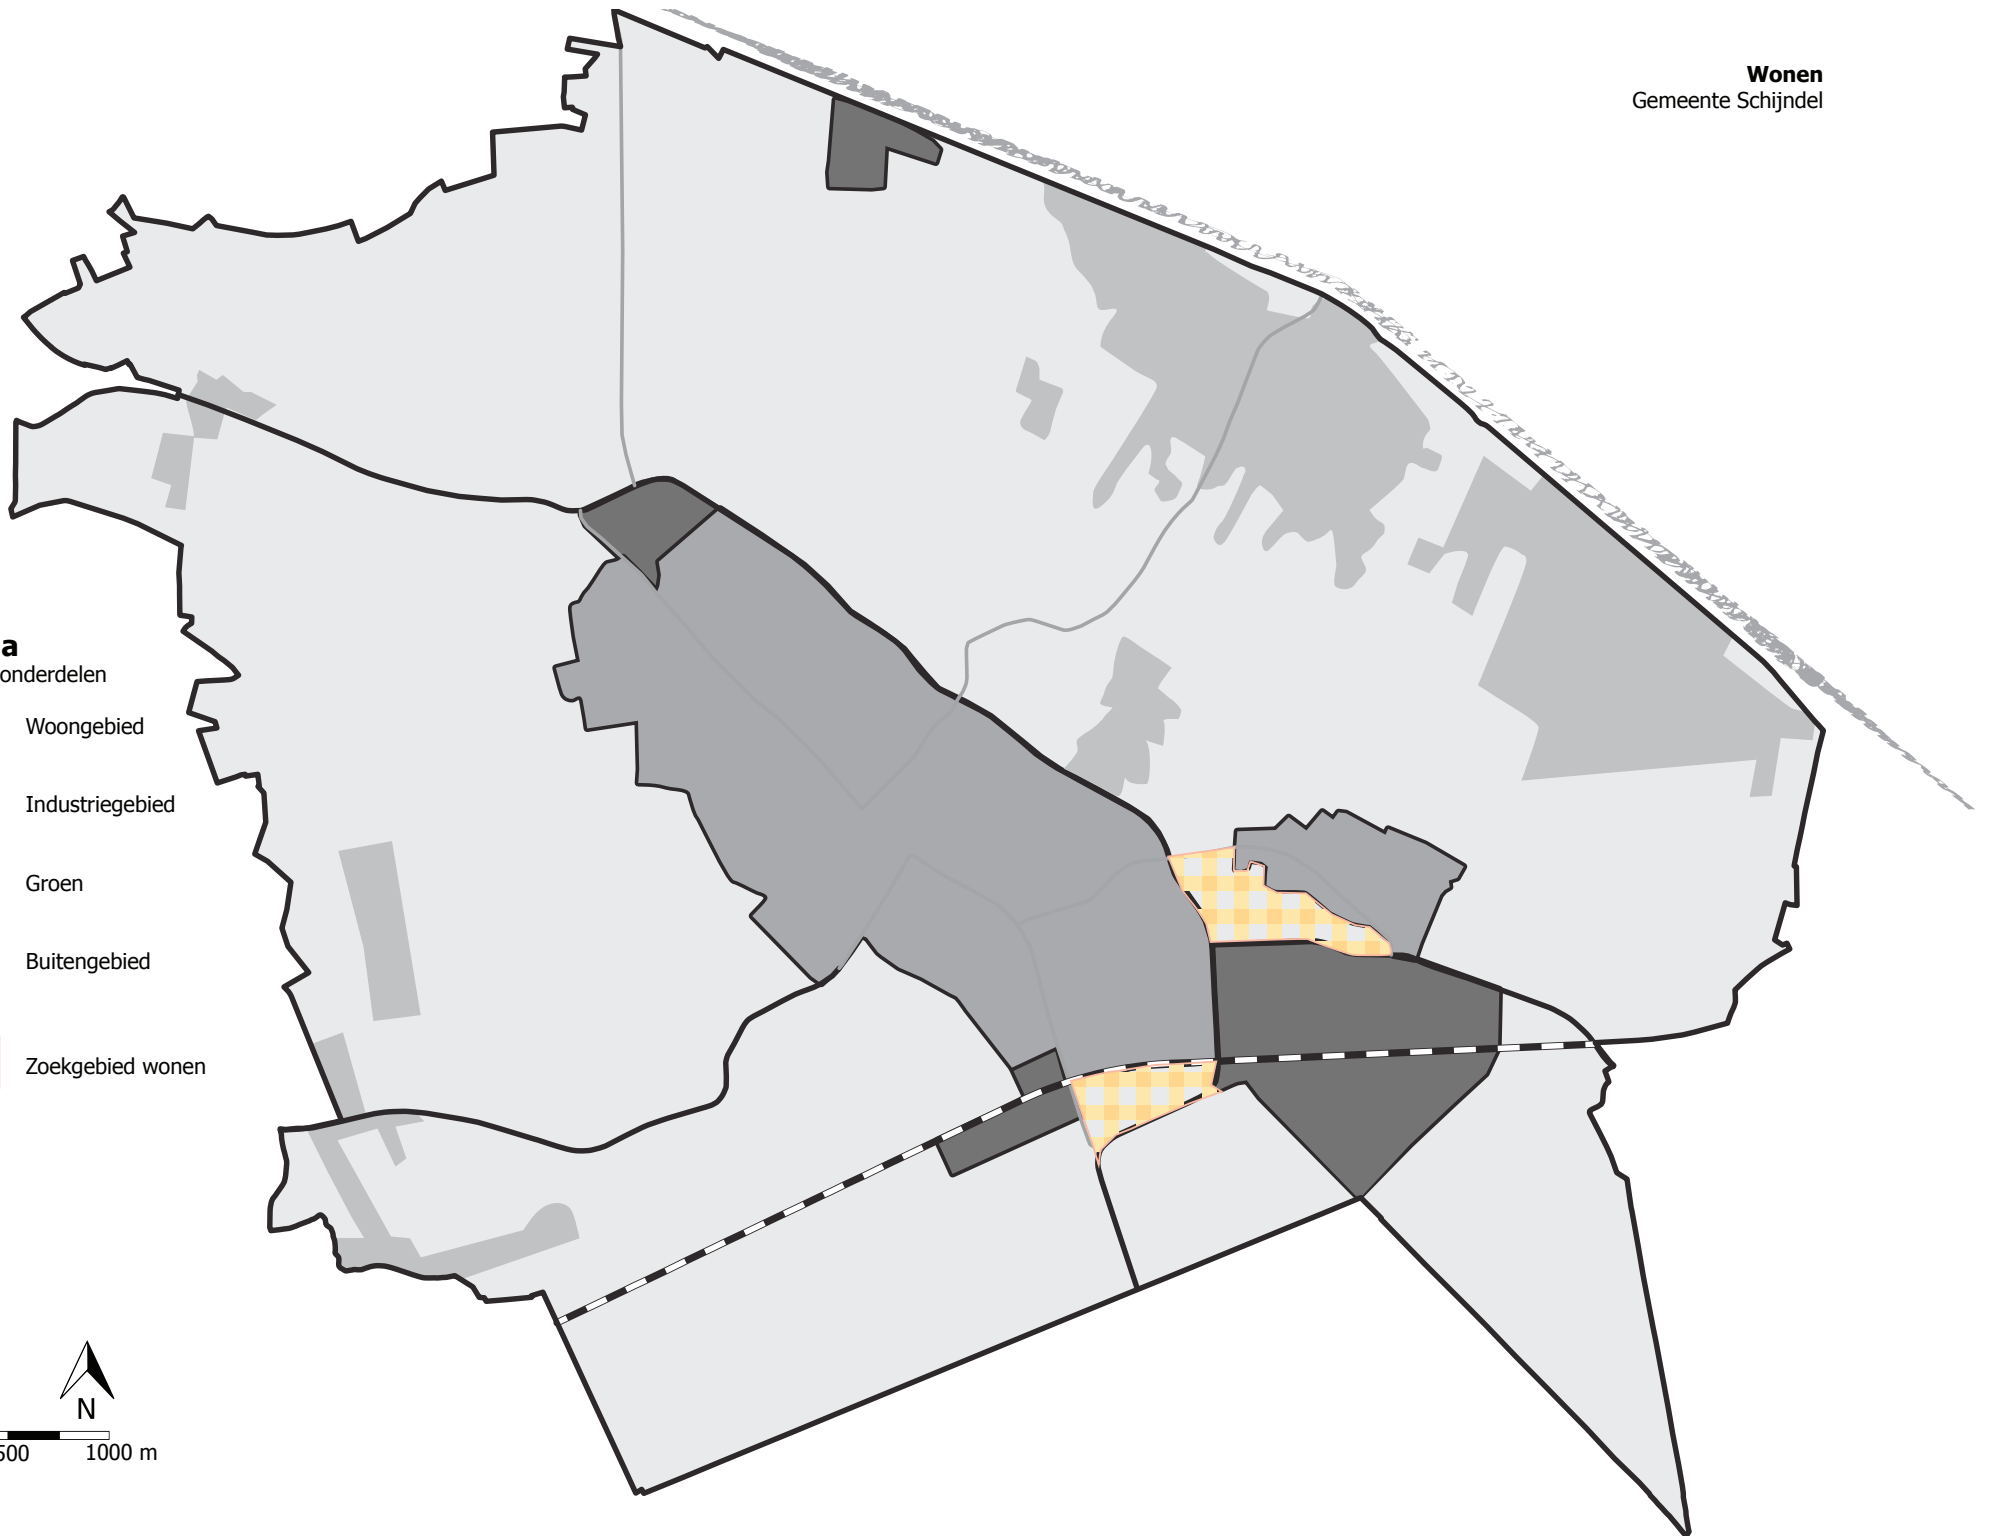 Wonen
Gemeente Schijndel
a
onderdelen
Woongebied
Industriegebied
Groen
Buitengebied
Zoekgebied wonen
N
500 1000 m